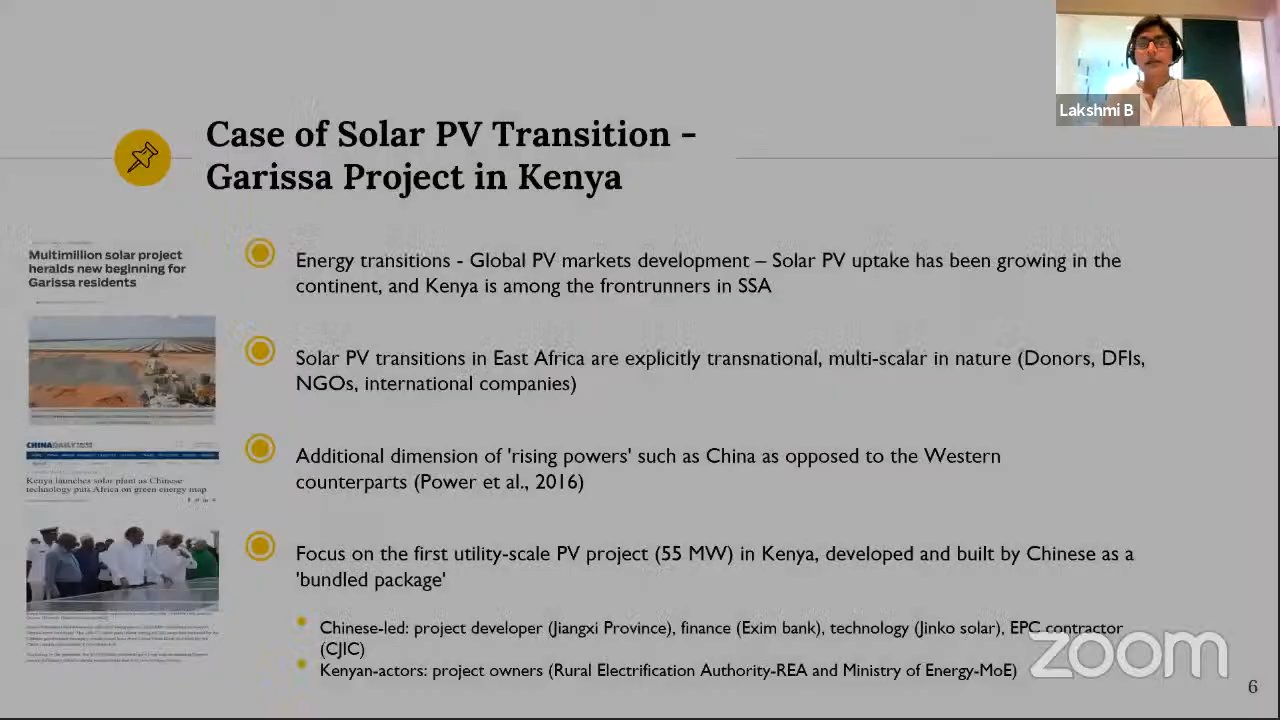 Lakshmi B
Case of Solar PV Transition -
Garissa Project in Kenya
Multimillion solar project
heralds new beginning for
Garissa residents
CHINADAILY
Kenya launches solar plant as Chinese
technology puts Africa on green energy map
Energy transitions - Global PV markets development – Solar PV uptake has been growing in the
continent, and Kenya is among the frontrunners in SSA
Solar PV transitions in East Africa are explicitly transnational, multi-scalar in nature (Donors, DFIs,
NGOs, international companies)
Additional dimension of 'rising powers' such as China as opposed to the Western
counterparts (Power et al., 2016)
Focus on the first utility-scale PV project (55 MW) in Kenya, developed and built by Chinese as a
'bundled package'
Chinese-led: project developer (Jiangxi Province), finance (Exim bank), technology (Jinko solar), EPC contractor
(CJIC)
Kenyan-actors: project owners (Rural Electrification Authority-REA and Ministry of Energy-MoE)
zoom
6